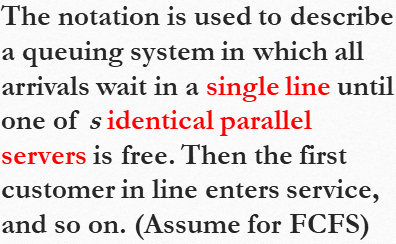 The notation is used to describe
a queuing system in which all
arrivals wait in a single line until
one of s identical parallel
servers is free. Then the first
customer in line enters service,
and so on. (Assume for FCFS)